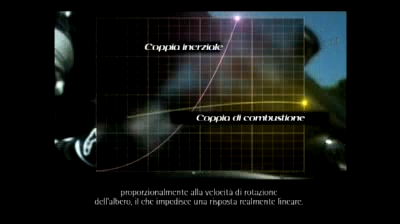 Coppia inerziale
Coppia di combustione
proporzionalmente alla velocità di rotazione
dell'albero, il che impedisce una risposta realmente lineare.